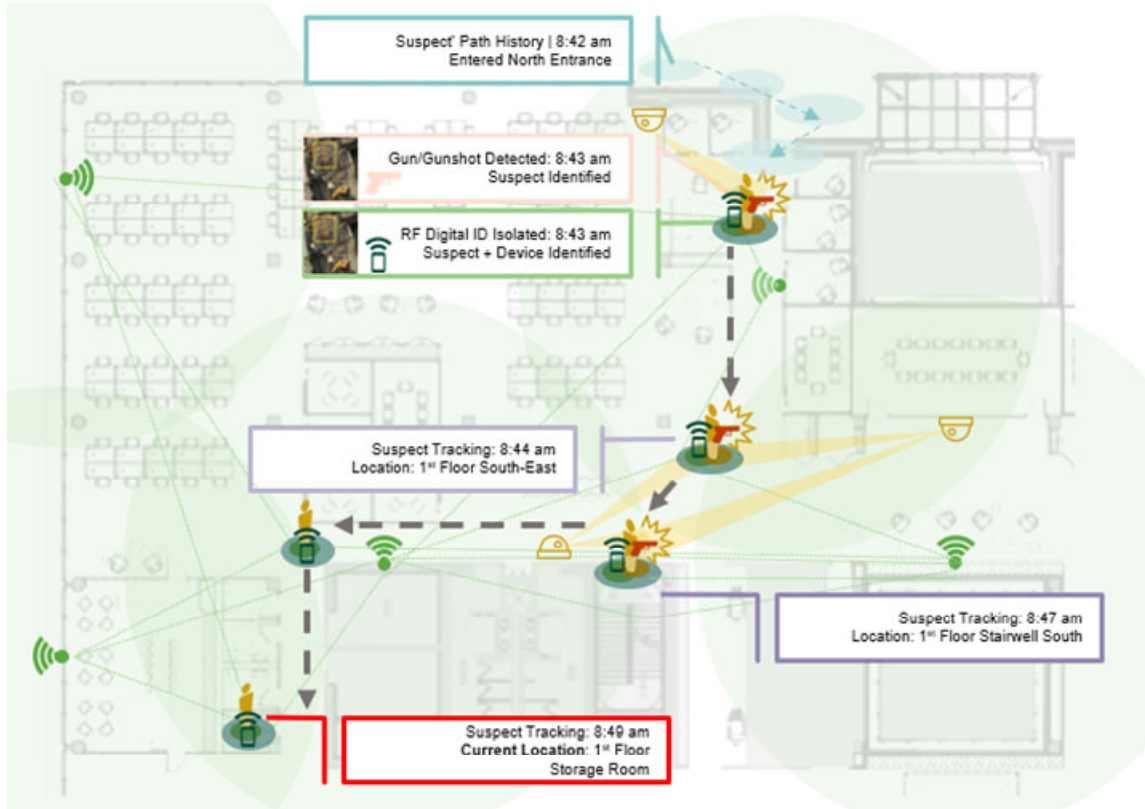 Suspect' Path History | 8:42 am
Entered North Entrance
Gun/Gunshot Detected: 8:43 am
Suspect Identified
RF Digital ID Isolated: 8:43 am
Suspect + Device Identified
Suspect Tracking: 8:44 am
Location: 1st Floor South-East
Suspect Tracking: 8:47 am
Location: 1st Floor Stairwell South
Suspect Tracking: 8:49 am
Current Location: 1st Floor
Storage Room